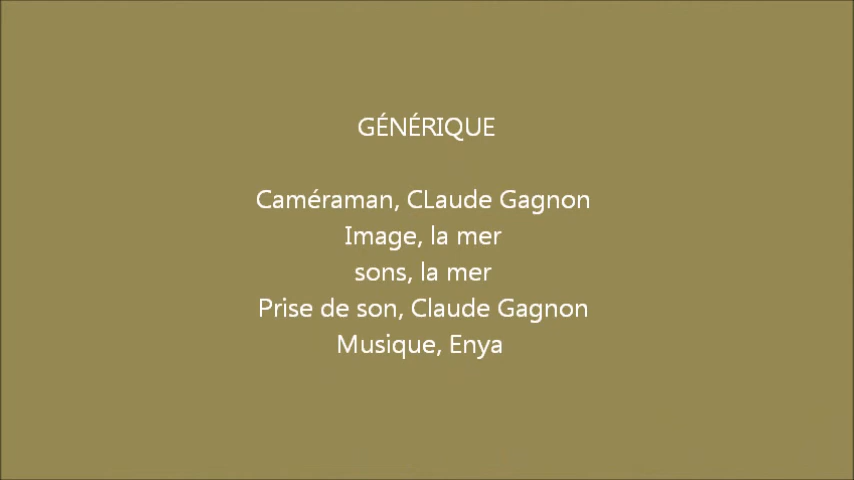 GÉNÉRIQUE
Caméraman, CLaude Gagnon
Image, la mer
sons, la mer
Prise de son, Claude Gagnon
Musique, Enya